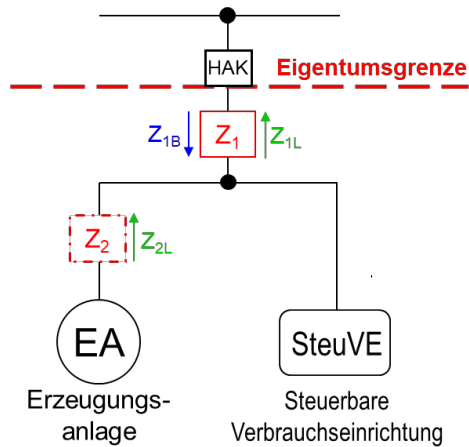 HAK
Eigentumsgrenze
Z1B
Z1
Z1L
Z2
Z2L
EA
SteuVE
Erzeugungs-
anlage
Steuerbare
Verbrauchseinrichtung